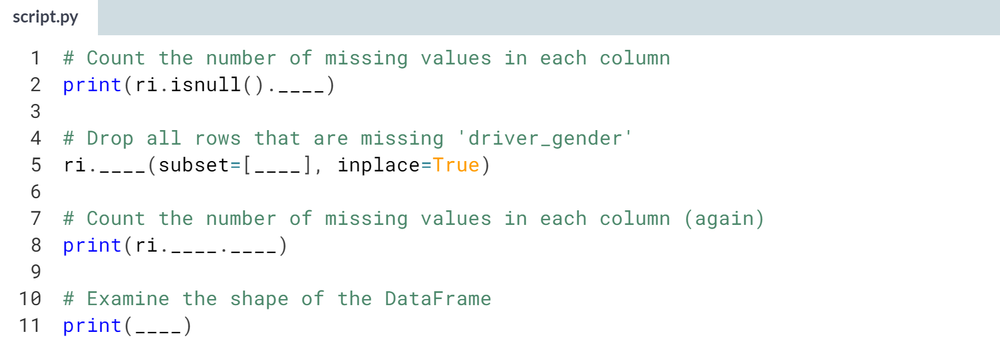 script.py
1 # Count the number of missing values in each column
2 print(ri.isnull().____)
3
4 # Drop all rows that are missing 'driver_gender'
5 ri.____(subset=[____], inplace=True)
6
7 # Count the number of missing values in each column (again)
8 print(ri.____.____)
9
10 # Examine the shape of the DataFrame
11 print(____)